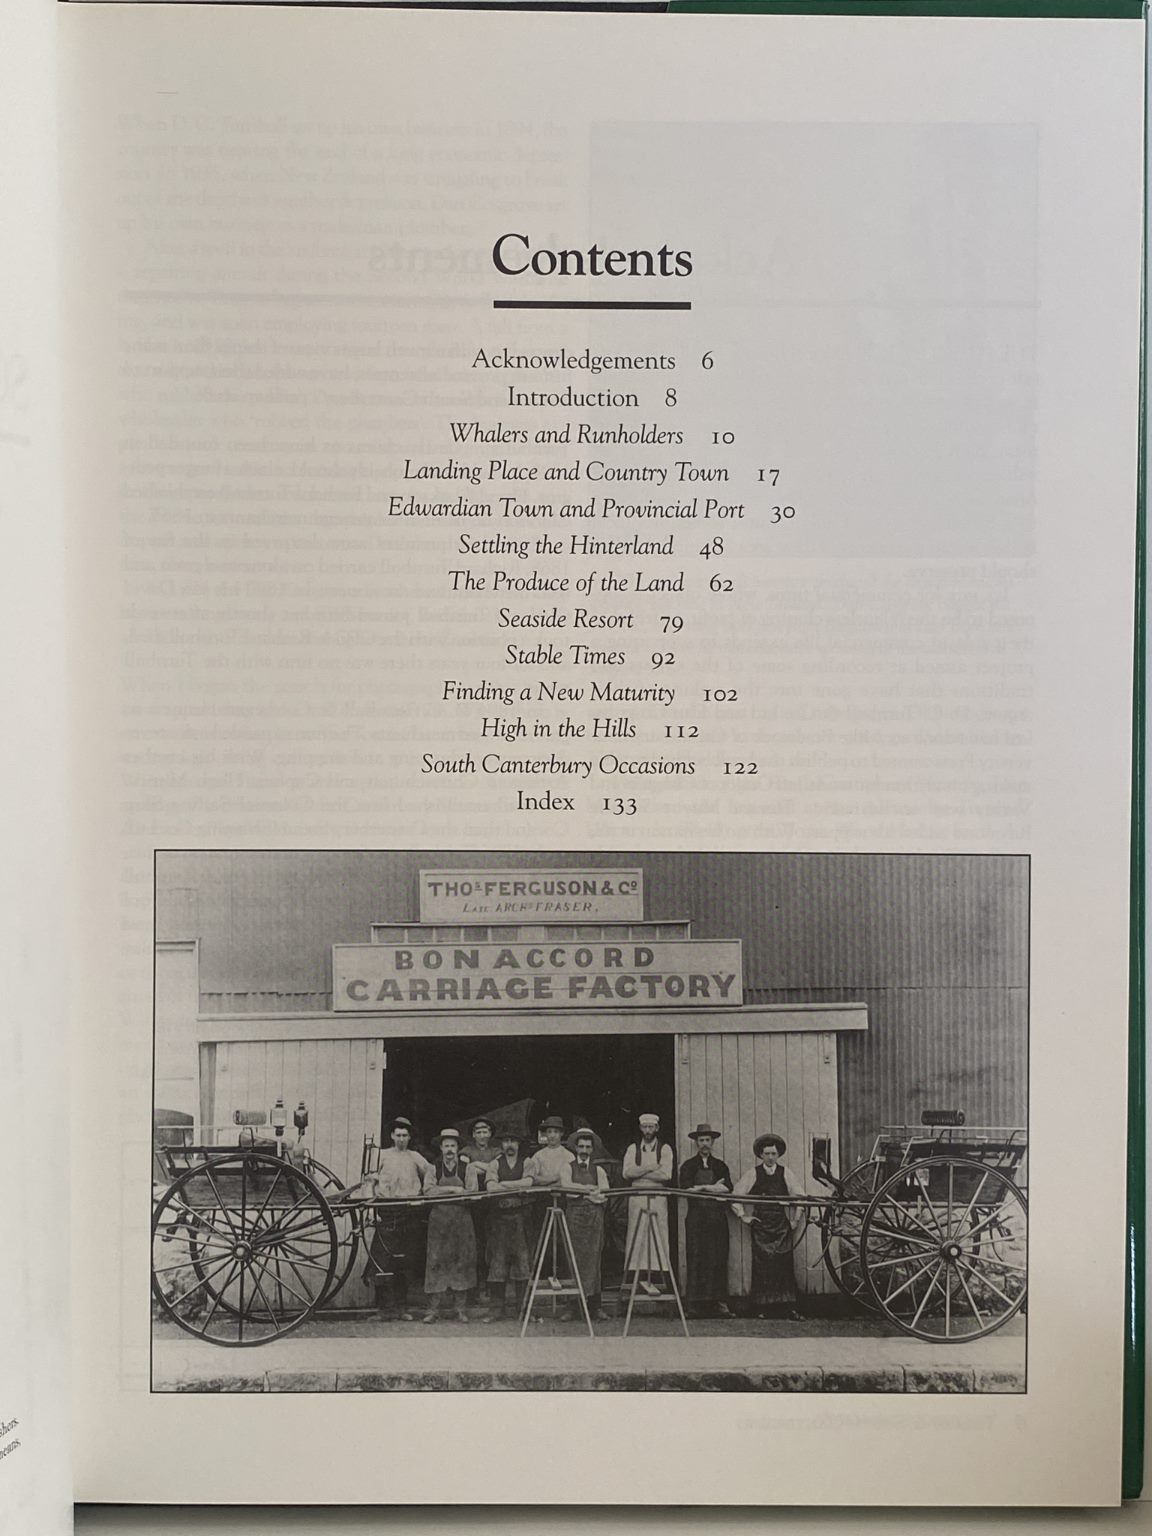 Contents
Acknowledgements 6
Introduction 8
Whalers and Runholders 10
Landing Place and Country Town 17
Edwardian Town and Provincial Port 30
Settling the Hinterland 48
The Produce of the Land 62
Seaside Resort 79
Stable Times 92
Finding a New Maturity 102
High in the Hills 112
South Canterbury Occasions 122
Index 133
THOS FERGUSON & CO
LATE ARCHD FRASER.
BON ACCORD
CARRIAGE FACTORY